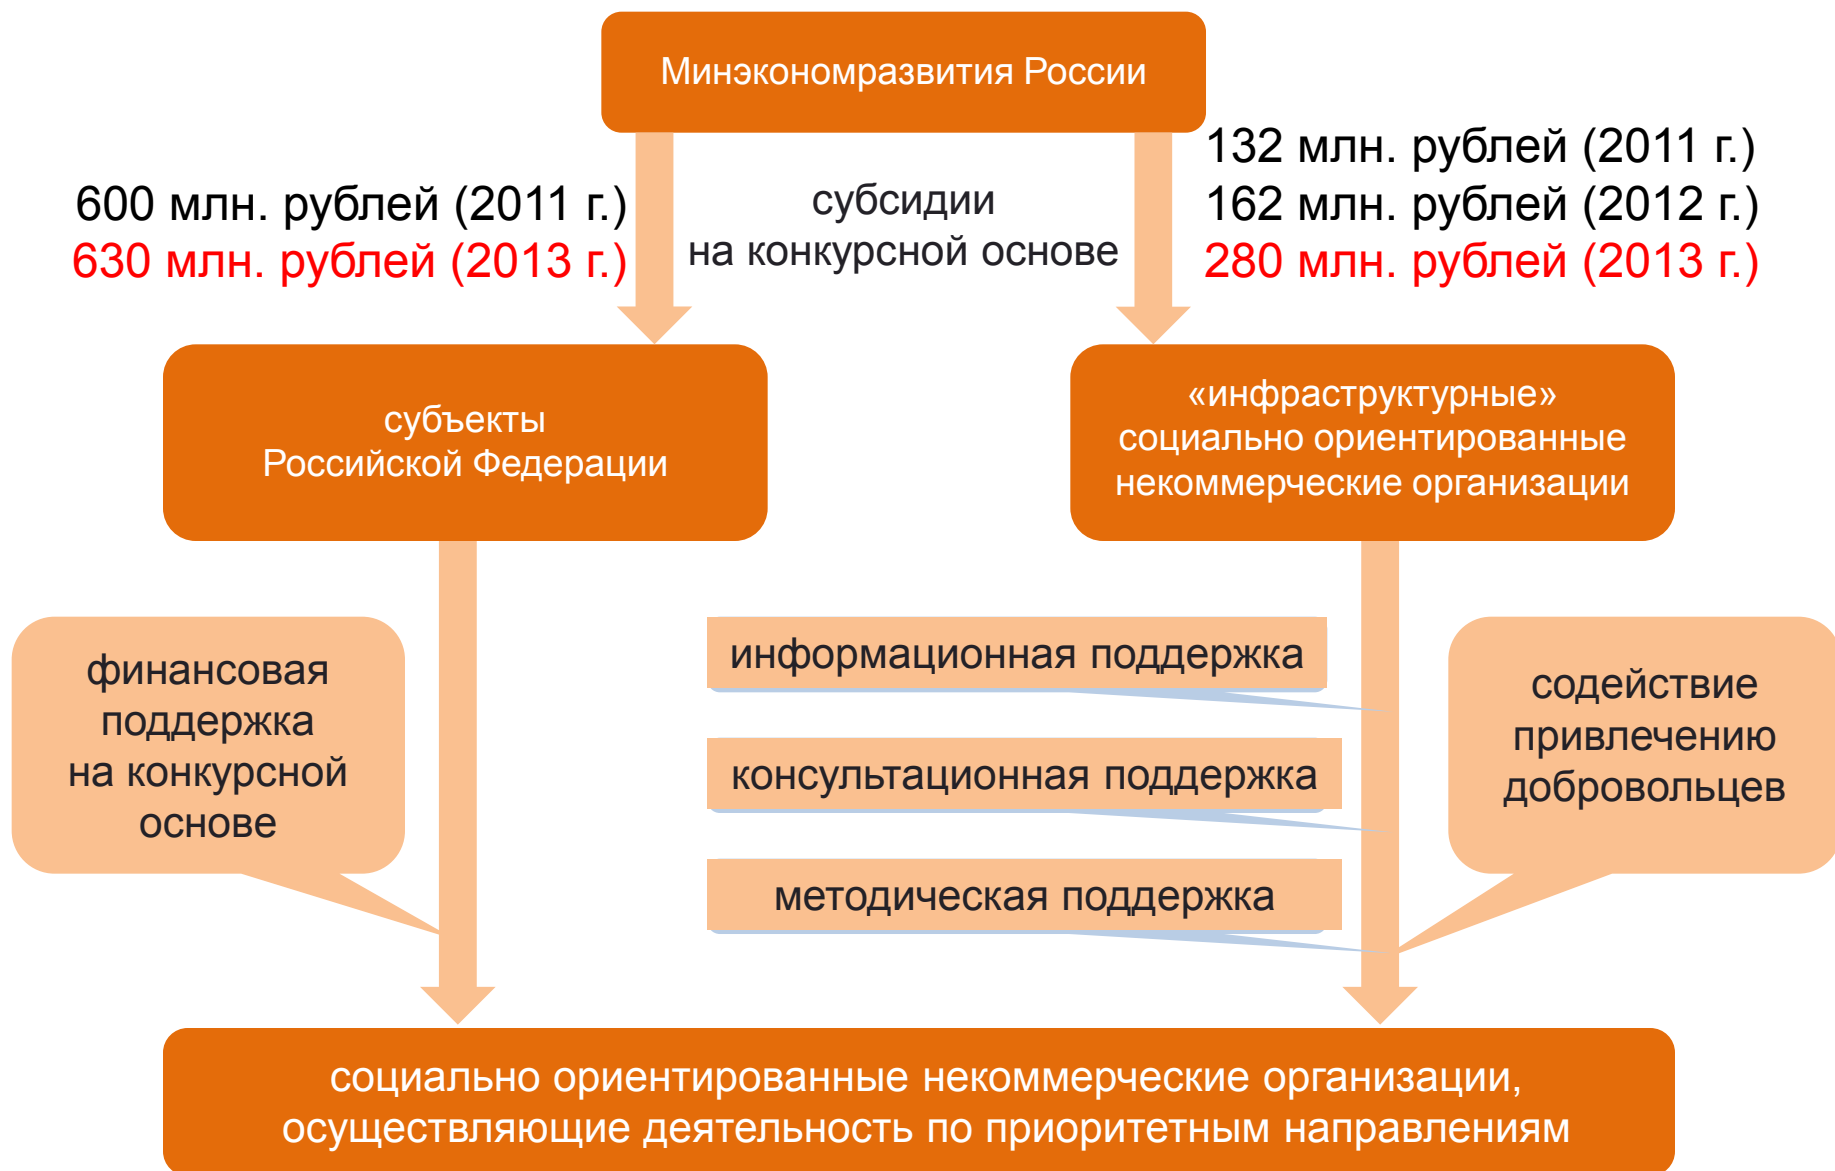 Минэкономразвития России
600 млн. рублей (2011 г.)
630 млн. рублей (2013 г.)
субсидии
на конкурсной основе
132 млн. рублей (2011 г.)
162 млн. рублей (2012 г.)
280 млн. рублей (2013 г.)
субъекты
Российской Федерации
«инфраструктурные»
социально ориентированные
некоммерческие организации
финансовая
поддержка
на конкурсной
основе
информационная поддержка
консультационная поддержка
методическая поддержка
содействие
привлечению
добровольцев
социально ориентированные некоммерческие организации,
осуществляющие деятельность по приоритетным направлениям